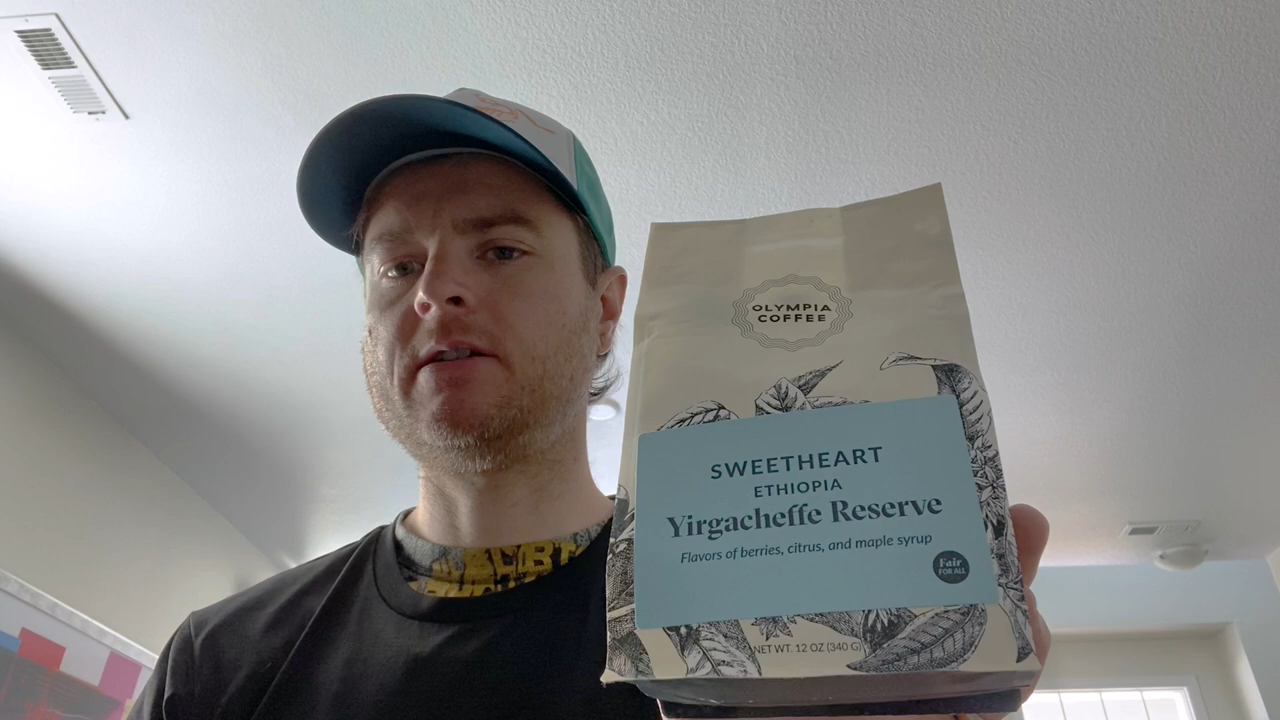 OLYMPIA
COFFEE
SWEETHEART
ETHIOPIA
Yirgacheffe Reserve
Flavors of berries, citrus, and maple syrup
Fair
FOR ALL
NET WT. 12 OZ (340 G)